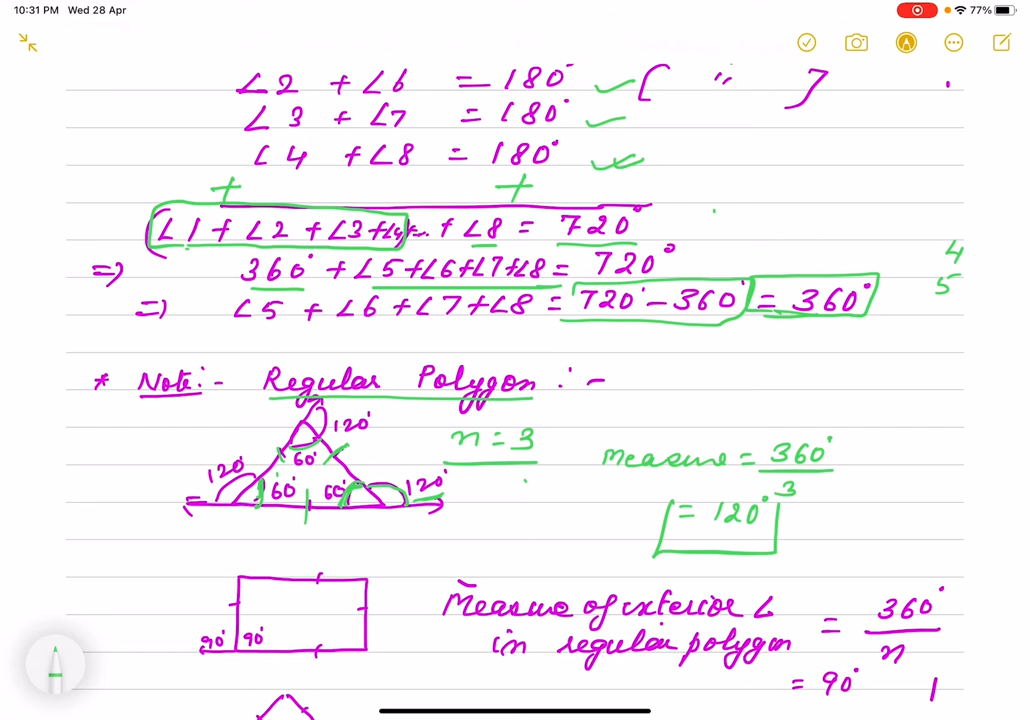 10:31 PM Wed 28 Apr 77%
∠2 + ∠6 = 180° [ " ]
∠3 + ∠7 = 180°
∠4 + ∠8 = 180°
+ +
(∠1 + ∠2 + ∠3 + ∠4 + ... + ∠8 = 720°
=> 360° + ∠5 + ∠6 + ∠7 + ∠8 = 720°
4
=> ∠5 + ∠6 + ∠7 + ∠8 = 720° - 360° = 360°
5
* Note:- Regular Polygon :-
120°
n = 3
120° 60° measure = 360°
60° 60° 120° 3
= 120°
Measure of exterior ∠ = 360°
in regular polygon n
90° 90°
= 90°